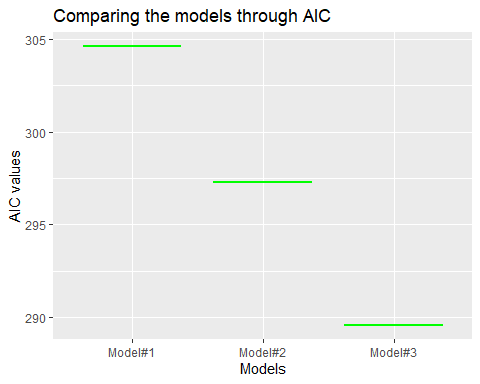 Comparing the models through AIC
305
300
295
290
AIC values
Model#1 Model#2 Model#3
Models